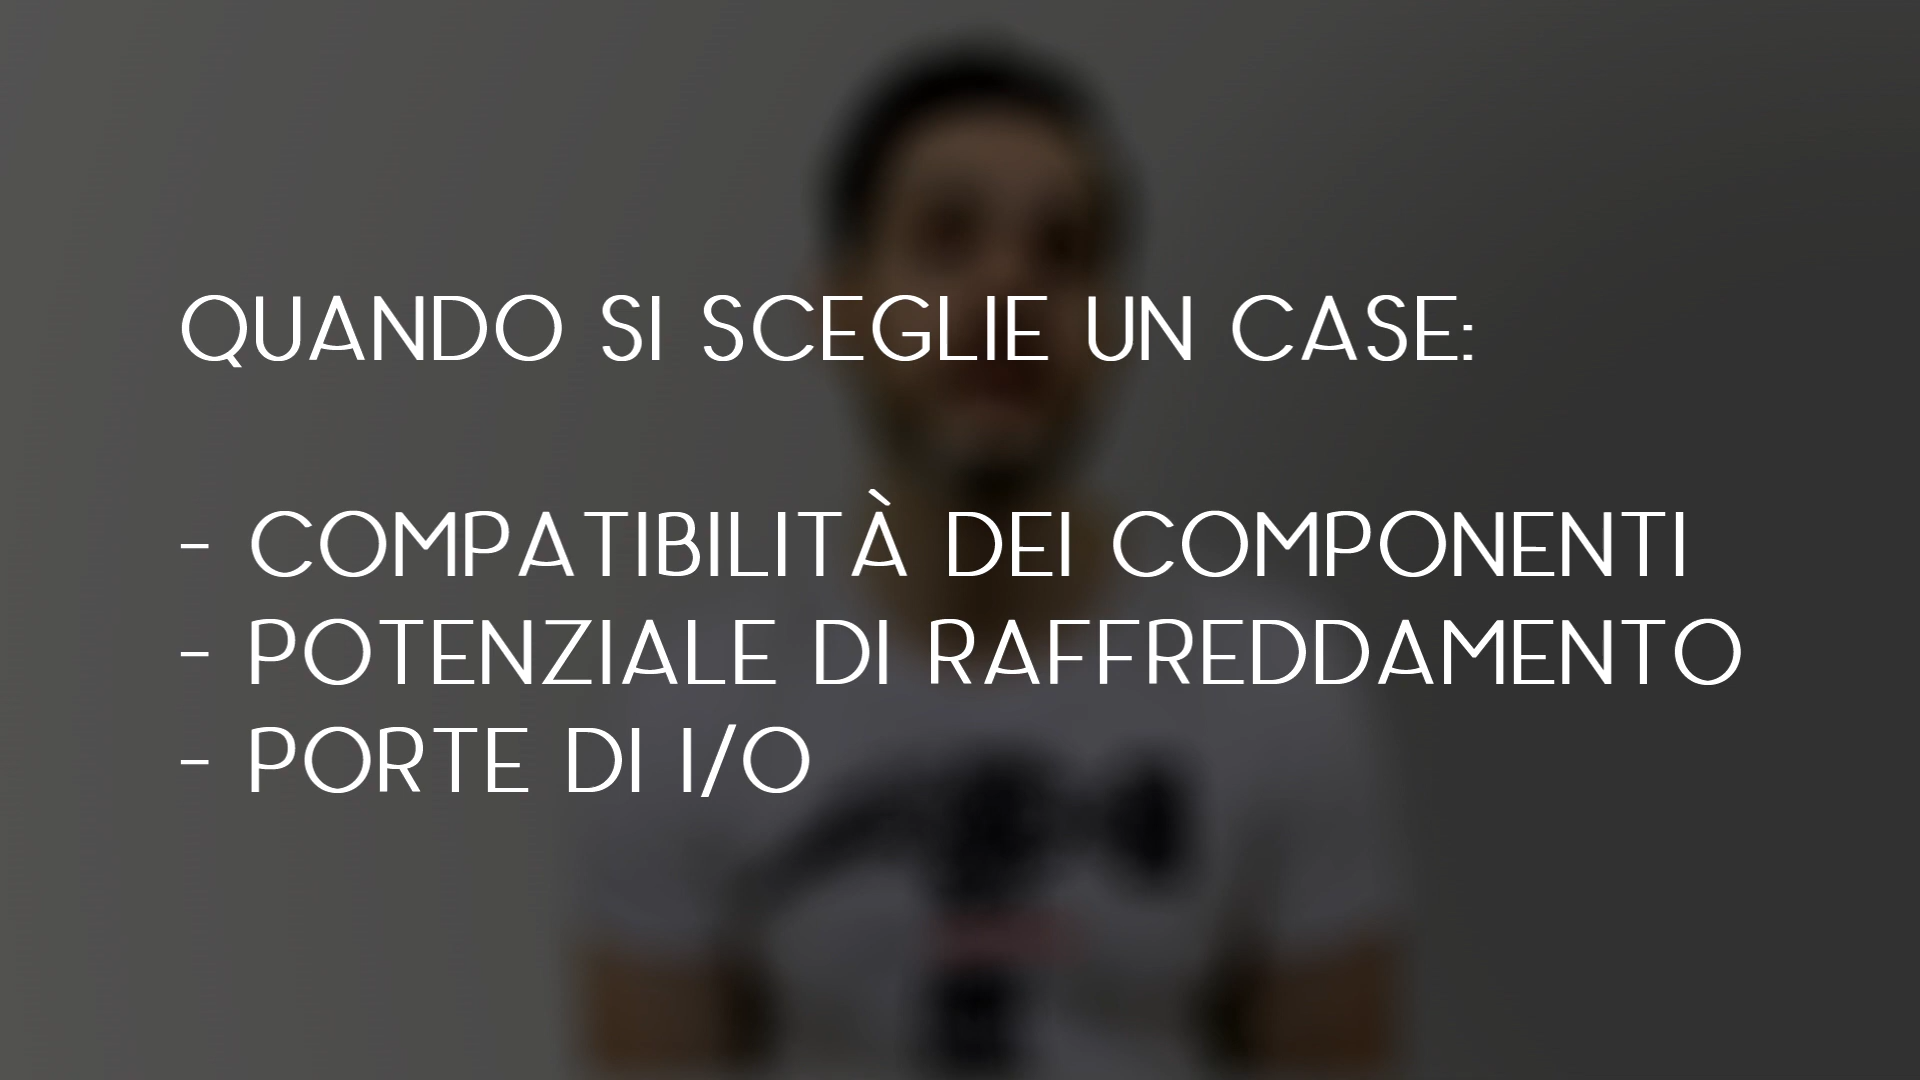 QUANDO SI SCEGLIE UN CASE:
- COMPATIBILITÀ DEI COMPONENTI
- POTENZIALE DI RAFFREDDAMENTO
- PORTE DI I/O